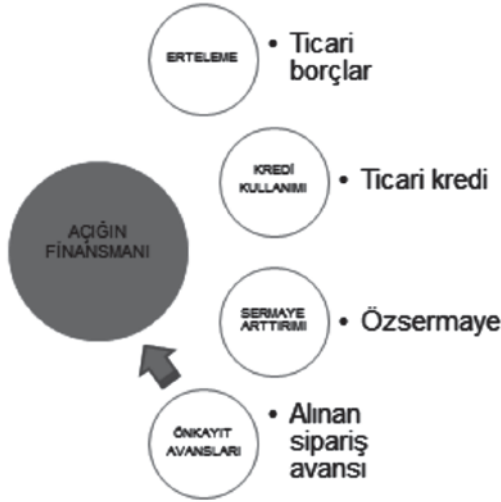 ERTELEME
• Ticari
borçlar
KREDİ
KULLANIMI
• Ticari kredi
AÇIĞIN
FİNANSMANI
SERMAYE
ARTTIRIMI
• Özsermaye
ÖNKAYIT
AVANSLARI
• Alınan
sipariş
avansı